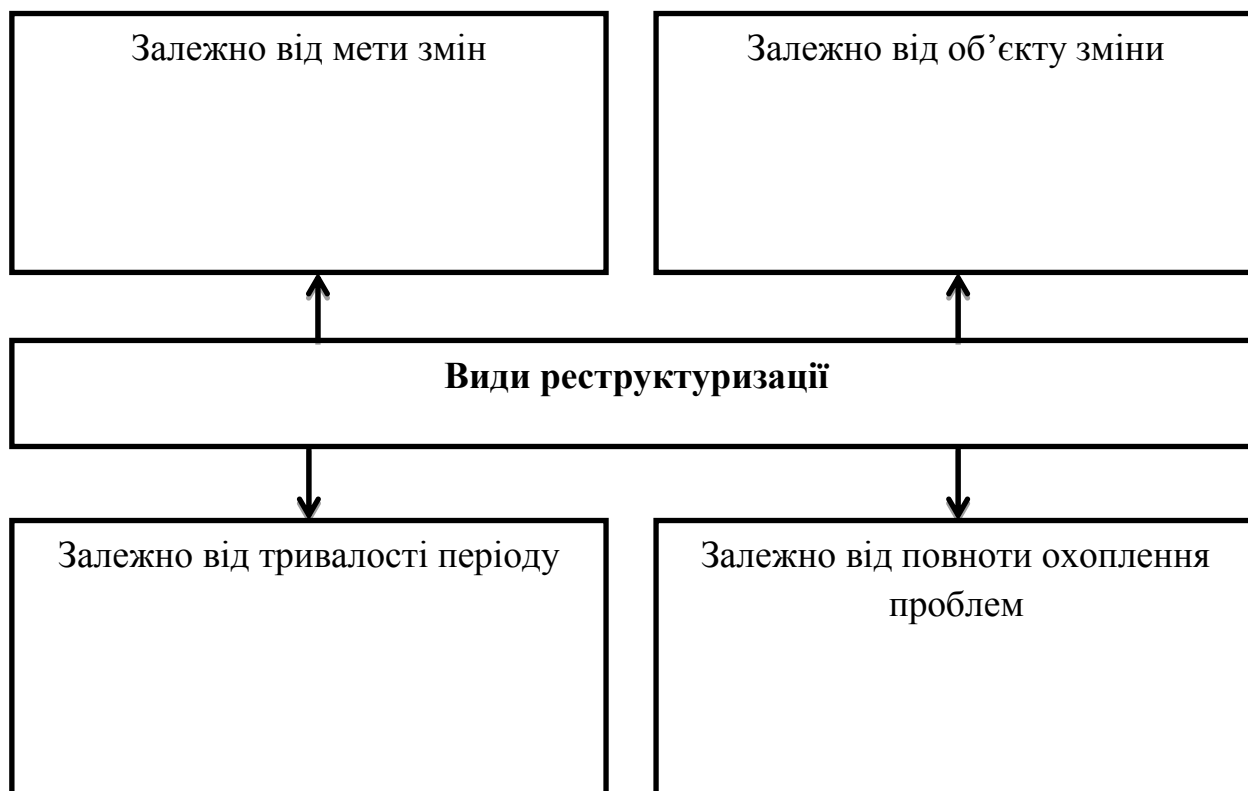 Залежно від мети змін
Залежно від об’єкту зміни
Види реструктуризації
Залежно від тривалості періоду
Залежно від повноти охоплення
проблем